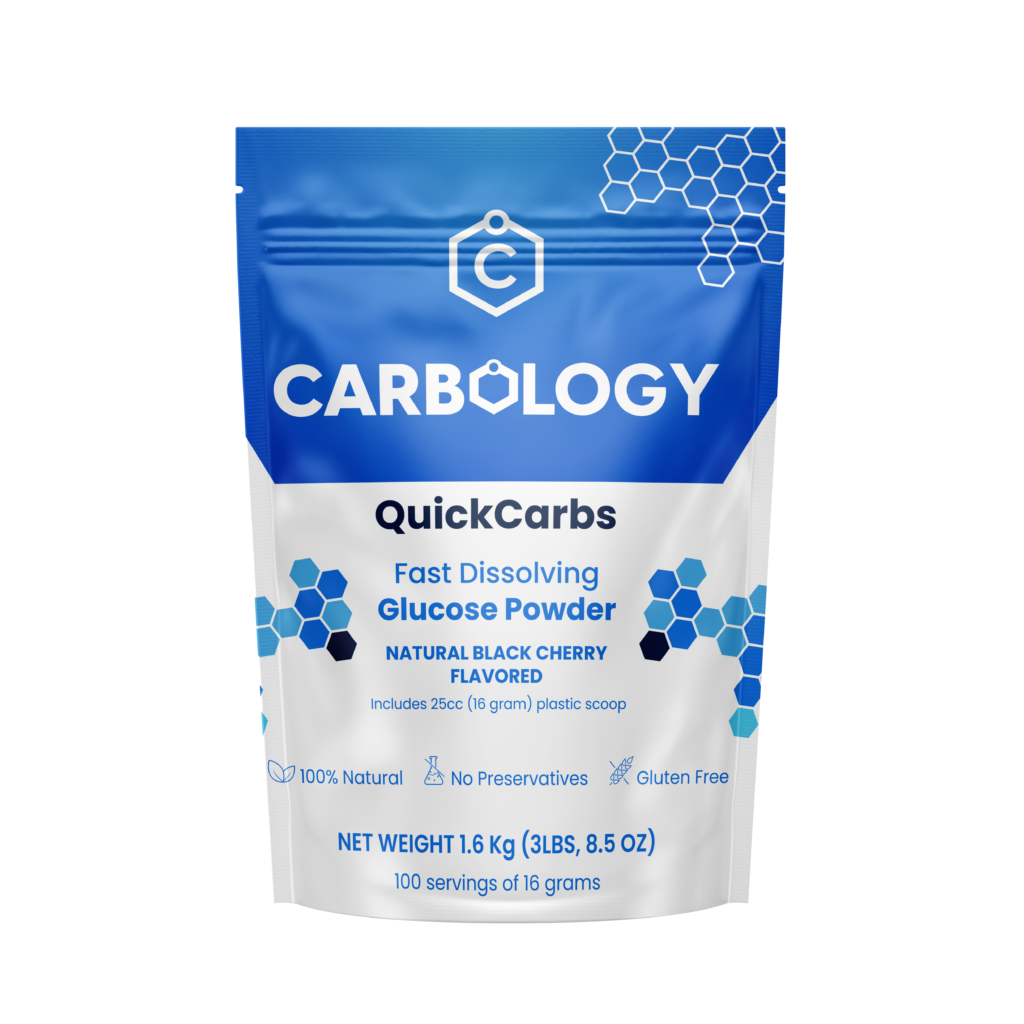 C
CARBOLOGY
QuickCarbs
Fast Dissolving
Glucose Powder
NATURAL BLACK CHERRY
FLAVORED
Includes 25cc (16 gram) plastic scoop
100% Natural No Preservatives Gluten Free
NET WEIGHT 1.6 Kg (3LBS, 8.5 OZ)
100 servings of 16 grams